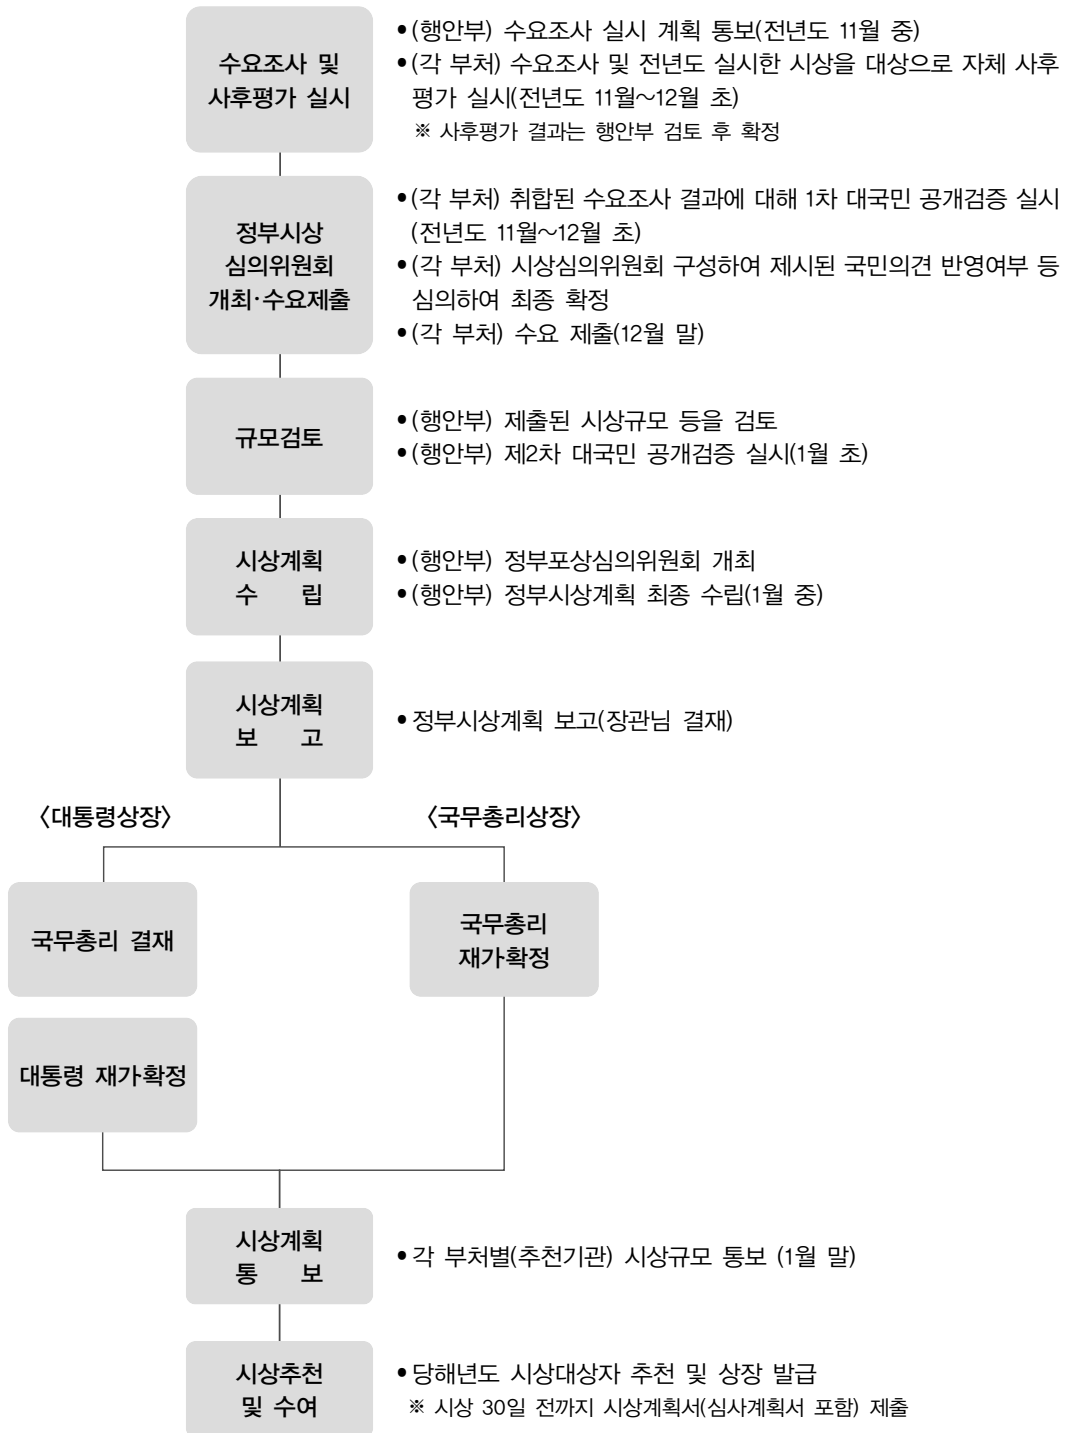 수요조사 및
사후평가 실시
•(행안부) 수요조사 실시 계획 통보(전년도 11월 중)
•(각 부처) 수요조사 및 전년도 실시한 시상을 대상으로 자체 사후
평가 실시(전년도 11월～12월 초)
※ 사후평가 결과는 행안부 검토 후 확정
정부시상
심의위원회
개최·수요제출
•(각 부처) 취합된 수요조사 결과에 대해 1차 대국민 공개검증 실시
(전년도 11월～12월 초)
•(각 부처) 시상심의위원회 구성하여 제시된 국민의견 반영여부 등
심의하여 최종 확정
•(각 부처) 수요 제출(12월 말)
규모검토
•(행안부) 제출된 시상규모 등을 검토
•(행안부) 제2차 대국민 공개검증 실시(1월 초)
시상계획
수 립
•(행안부) 정부포상심의위원회 개최
•(행안부) 정부시상계획 최종 수립(1월 중)
시상계획
보 고
•정부시상계획 보고(장관님 결재)
〈대통령상장〉
〈국무총리상장〉
국무총리 결재
국무총리
재가·확정
대통령 재가·확정
시상계획
통 보
•각 부처별(추천기관) 시상규모 통보 (1월 말)
시상추천
및 수여
•당해년도 시상대상자 추천 및 상장 발급
※ 시상 30일 전까지 시상계획서(심사계획서 포함) 제출